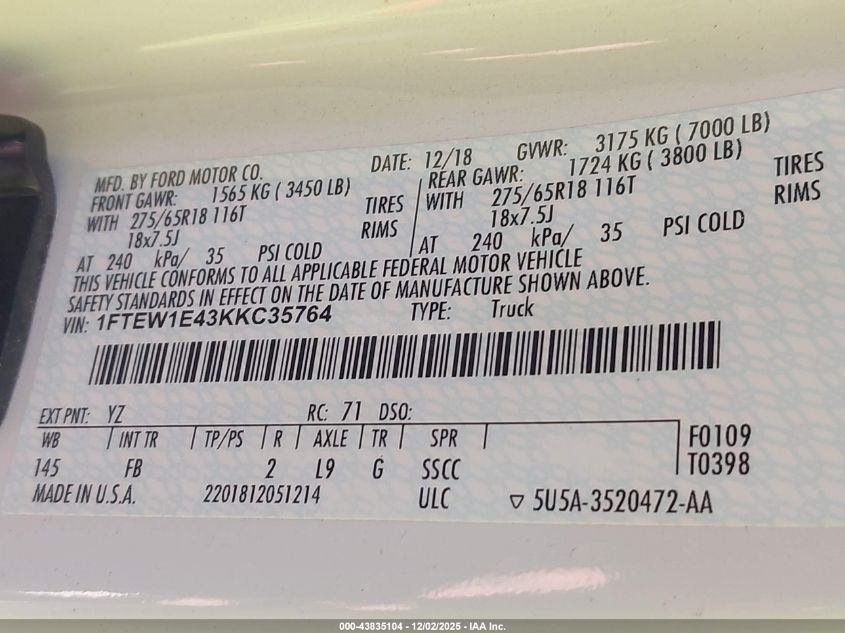 MFD. BY FORD MOTOR CO. DATE: 12/18 GVWR: 3175 KG ( 7000 LB)
FRONT GAWR: 1565 KG ( 3450 LB) REAR GAWR: 1724 KG ( 3800 LB)
WITH 275/65R18 116T TIRES WITH 275/65R18 116T TIRES
18x7.5J RIMS 18x7.5J RIMS
AT 240 kPa/ 35 PSI COLD AT 240 kPa/ 35 PSI COLD
THIS VEHICLE CONFORMS TO ALL APPLICABLE FEDERAL MOTOR VEHICLE
SAFETY STANDARDS IN EFFECT ON THE DATE OF MANUFACTURE SHOWN ABOVE.
VIN: 1FTEW1E43KKC35764 TYPE: Truck
EXT PNT: YZ RC: 71 DSO:
WB INT TR TP/PS R AXLE TR SPR F0109
145 FB 2 L9 G SSCC T0398
MADE IN U.S.A. 2201812051214 ULC ▽ 5U5A-3520472-AA
000-43835104 - 12/02/2025 - IAA Inc.